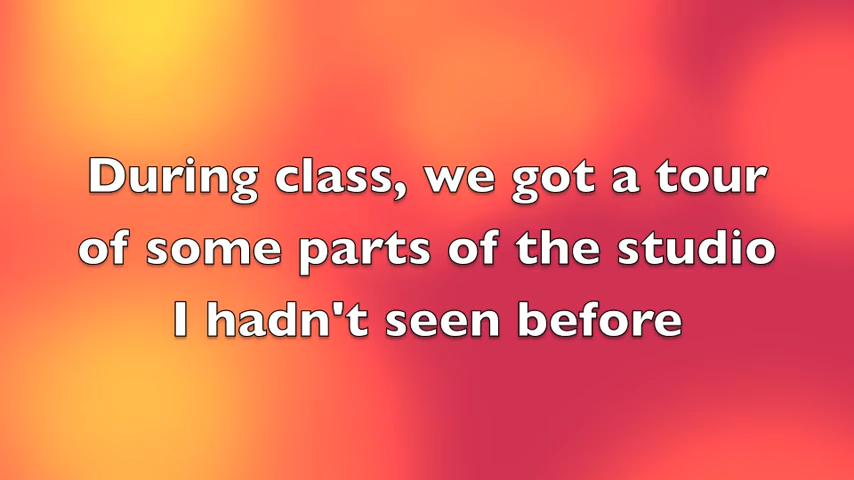 During class, we got a tour
of some parts of the studio
I hadn't seen before